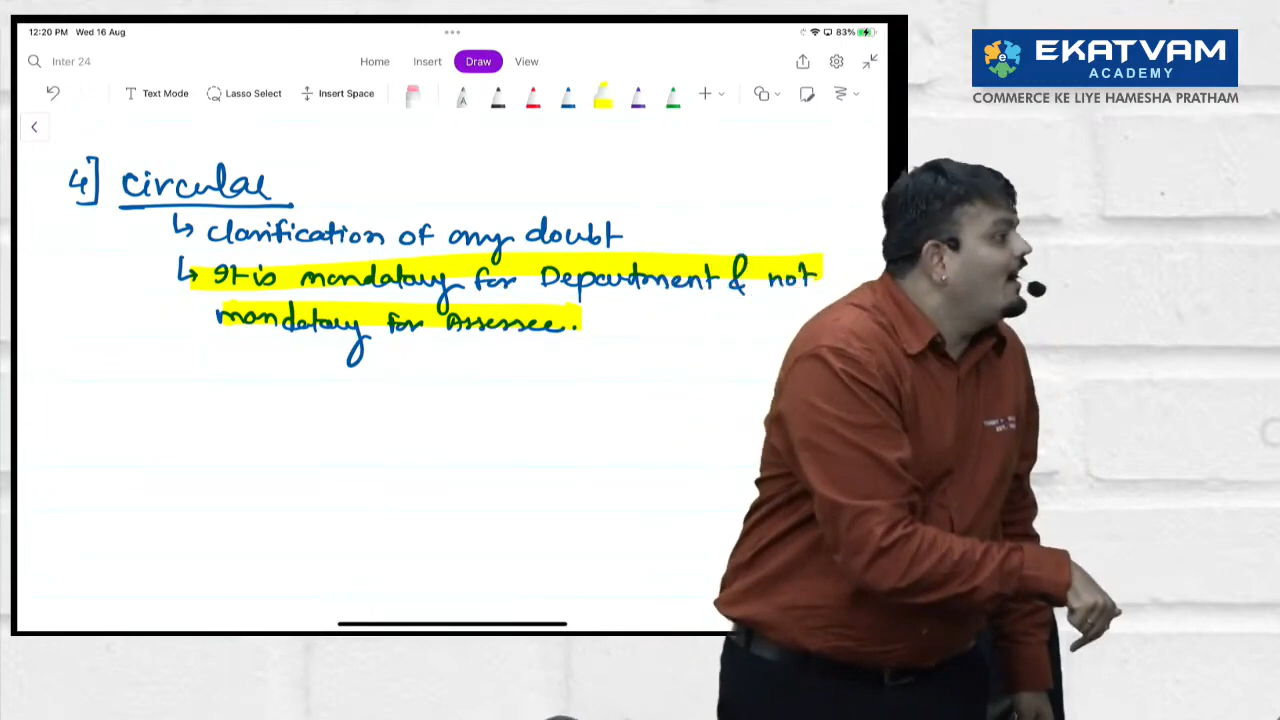 12:20 PM Wed 16 Aug
83%
Inter 24
Home Insert Draw View
Text Mode Lasso Select Insert Space
4] Circular
↳ Clarification of any doubt
↳ It is mandatory for Department & not
mandatory for Assessee.
EKATVAM
ACADEMY
COMMERCE KE LIYE HAMESHA PRATHAM